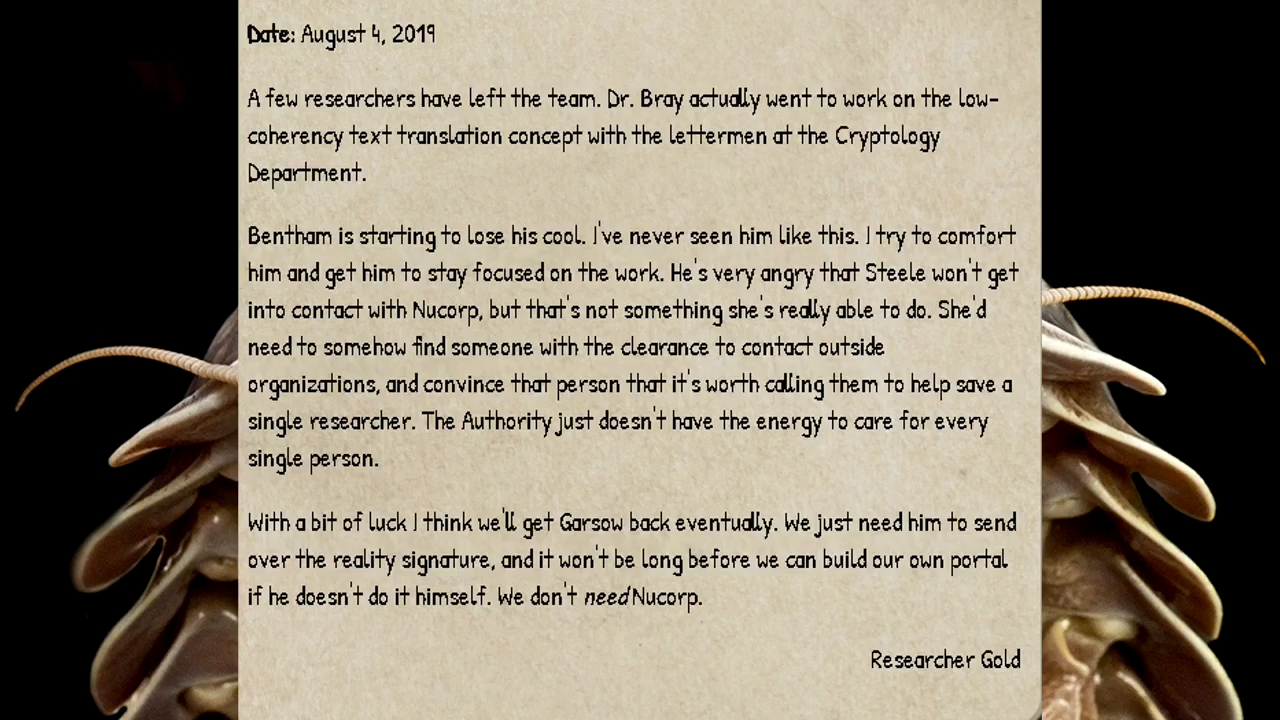 Date: August 4, 2019
A few researchers have left the team. Dr. Bray actually went to work on the low-
coherency text translation concept with the lettermen at the Cryptology
Department.
Bentham is starting to lose his cool. I've never seen him like this. I try to comfort
him and get him to stay focused on the work. He's very angry that Steele won't get
into contact with Nucorp, but that's not something she's really able to do. She'd
need to somehow find someone with the clearance to contact outside
organizations, and convince that person that it's worth calling them to help save a
single researcher. The Authority just doesn't have the energy to care for every
single person.
With a bit of luck I think we'll get Garsow back eventually. We just need him to send
over the reality signature, and it won't be long before we can build our own portal
if he doesn't do it himself. We don't need Nucorp.
Researcher Gold